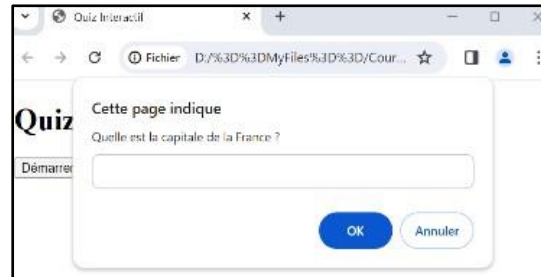 Quiz Interactif
Fichier D:/%3D%3DMyFiles%3D%3D/Cour...
Quiz
Cette page indique
Quelle est la capitale de la France ?
Démarrer
OK Annuler